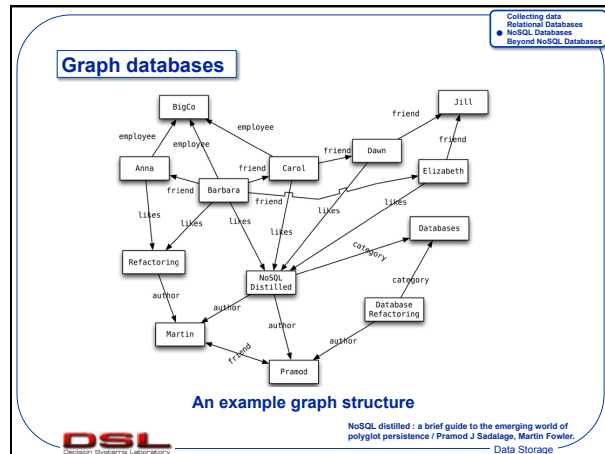 Collecting data
Relational Databases
NoSQL Databases
Beyond NoSQL Databases
Graph databases
BigCo
Jill
employee
employee
employee
friend
friend
friend
Dawn
Anna
Carol
Elizabeth
friend
friend
Barbara
friend
likes
likes
likes
likes
likes
likes
Databases
Refactoring
category
NoSQL
Distilled
category
author
author
Database
Refactoring
Martin
author
author
friend
Pramod
An example graph structure
NoSQL distilled : a brief guide to the emerging world of
polyglot persistence / Pramod J Sadalage, Martin Fowler.
DSL
Decision Systems Laboratory
Data Storage